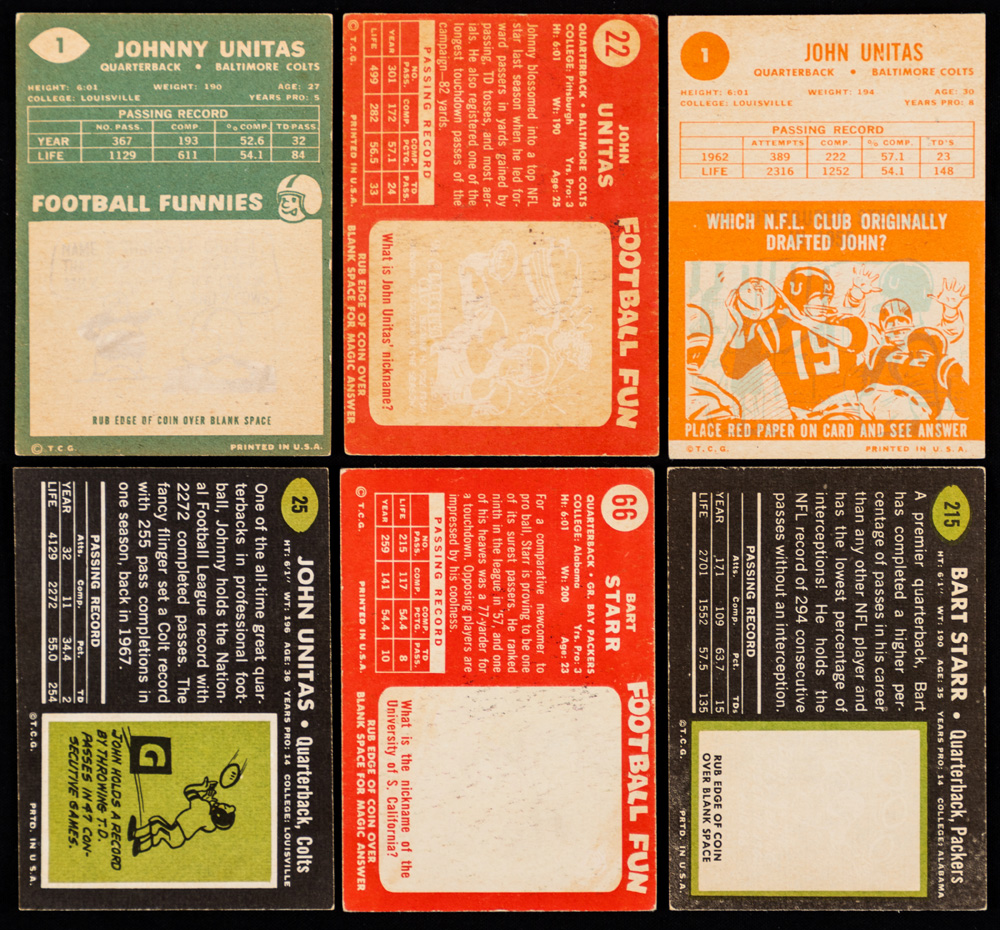 1
JOHNNY UNITAS
QUARTERBACK • BALTIMORE COLTS
HEIGHT: 6:01 WEIGHT: 190 AGE: 27
COLLEGE: LOUISVILLE YEARS PRO: 5
PASSING RECORD
NO. PASS. COMP. % COMP. TD PASS.
YEAR 367 193 52.6 32
LIFE 1129 611 54.1 84
FOOTBALL FUNNIES
RUB EDGE OF COIN OVER BLANK SPACE
© T.C.G. PRINTED IN U.S.A.
22
JOHN
UNITAS
QUARTERBACK • BALTIMORE COLTS
COLLEGE: Pittsburgh Yrs. Pro: 3
Ht: 6:01 Wt: 190 Age: 25
Johnny blossomed into a top NFL
star last season when he led for-
ward passers in yards gained by
passing, TD tosses, and most aer-
ials. He also registered one of the
longest touchdown passes of the
campaign—82 yards.
PASSING RECORD
NO. PASS. COMP. COMP. PCTG. TD PASS.
YEAR 301 172 57.1 24
LIFE 499 282 56.5 33
© T.C.G. PRINTED IN U.S.A.
FOOTBALL FUN
What is John Unitas' nickname?
RUB EDGE OF COIN OVER
BLANK SPACE FOR MAGIC ANSWER
1
JOHN UNITAS
QUARTERBACK • BALTIMORE COLTS
HEIGHT: 6:01 WEIGHT: 194 AGE: 30
COLLEGE: LOUISVILLE YEARS PRO: 8
PASSING RECORD
ATTEMPTS COMP. % COMP. TD'S
1962 389 222 57.1 23
LIFE 2316 1252 54.1 148
WHICH N.F.L. CLUB ORIGINALLY
DRAFTED JOHN?
U
19
PLACE RED PAPER ON CARD AND SEE ANSWER
© T.C.G. PRINTED IN U.S.A.
25
JOHN UNITAS • Quarterback, Colts
HT: 6'1" WT: 196 AGE: 36 YEARS PRO: 14 COLLEGE: LOUISVILLE
One of the all-time great quar-
terbacks in professional foot-
ball, Johnny holds the Nation-
al Football League record with
2272 completed passes. The
fancy flinger set a Colt record
with 255 pass completions in
one season, back in 1967.
PASSING RECORD
Atts. Comp. Pct. TD
YEAR 32 11 34.4 2
LIFE 4129 2272 55.0 254
G
JOHN HOLDS A RECORD
BY THROWING T.D.
PASSES IN 47 CON-
SECUTIVE GAMES.
© T.C.G. PRTD. IN U.S.A.
66
BART
STARR
QUARTERBACK • GR. BAY PACKERS
COLLEGE: Alabama Yrs. Pro: 3
Ht: 6:01 Wt: 200 Age: 23
For a comparative newcomer to
pro ball, Starr is proving to be one
of its surest passers. He ranked
ninth in the league in '57, and one
of his heaves was a 77-yarder for
a touchdown. Opposing players are
impressed by his coolness.
PASSING RECORD
NO. PASS. COMP. COMP. PCTG. TD PASS.
LIFE 215 117 54.4 8
YEAR 259 141 54.4 10
© T.C.G. PRINTED IN U.S.A.
FOOTBALL FUN
What is the nickname of the
University of S. California?
RUB EDGE OF COIN OVER
BLANK SPACE FOR MAGIC ANSWER
215
BART STARR • Quarterback, Packers
HT: 6'1" WT: 190 AGE: 35 YEARS PRO: 14 COLLEGE: ALABAMA
A premier quarterback, Bart
has completed a higher per-
centage of passes in his career
than any other NFL player and
has the lowest percentage of
interceptions! He holds the
NFL record of 294 consecutive
passes without an interception.
PASSING RECORD
Atts. Comp. Pct. TDs
YEAR 171 109 63.7 15
LIFE 2701 1552 57.5 135
RUB EDGE OF COIN
OVER BLANK SPACE
© T.C.G. PRTD. IN U.S.A.